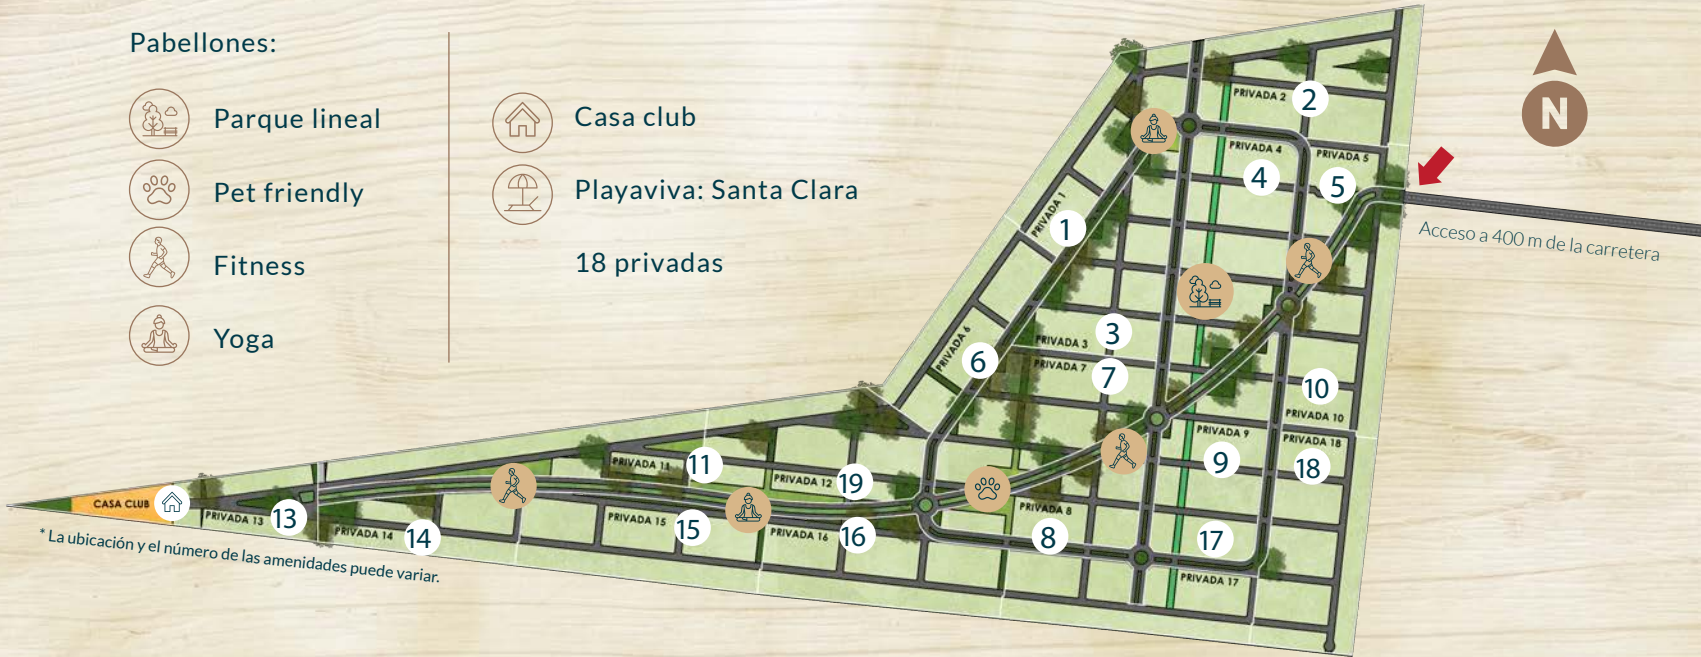 Pabellones:
Parque lineal
Pet friendly
Fitness
Yoga
Casa club
Playaviva: Santa Clara
18 privadas
N
Acceso a 400 m de la carretera
PRIVADA 2
2
PRIVADA 4
4
PRIVADA 5
5
PRIVADA 1
1
PRIVADA 3
3
PRIVADA 6
6
PRIVADA 7
7
10
PRIVADA 10
PRIVADA 9
9
PRIVADA 18
18
PRIVADA 11
11
PRIVADA 12
19
CASA CLUB
PRIVADA 13
13
PRIVADA 14
14
PRIVADA 15
15
PRIVADA 16
16
PRIVADA 8
8
17
PRIVADA 17
* La ubicación y el número de las amenidades puede variar.